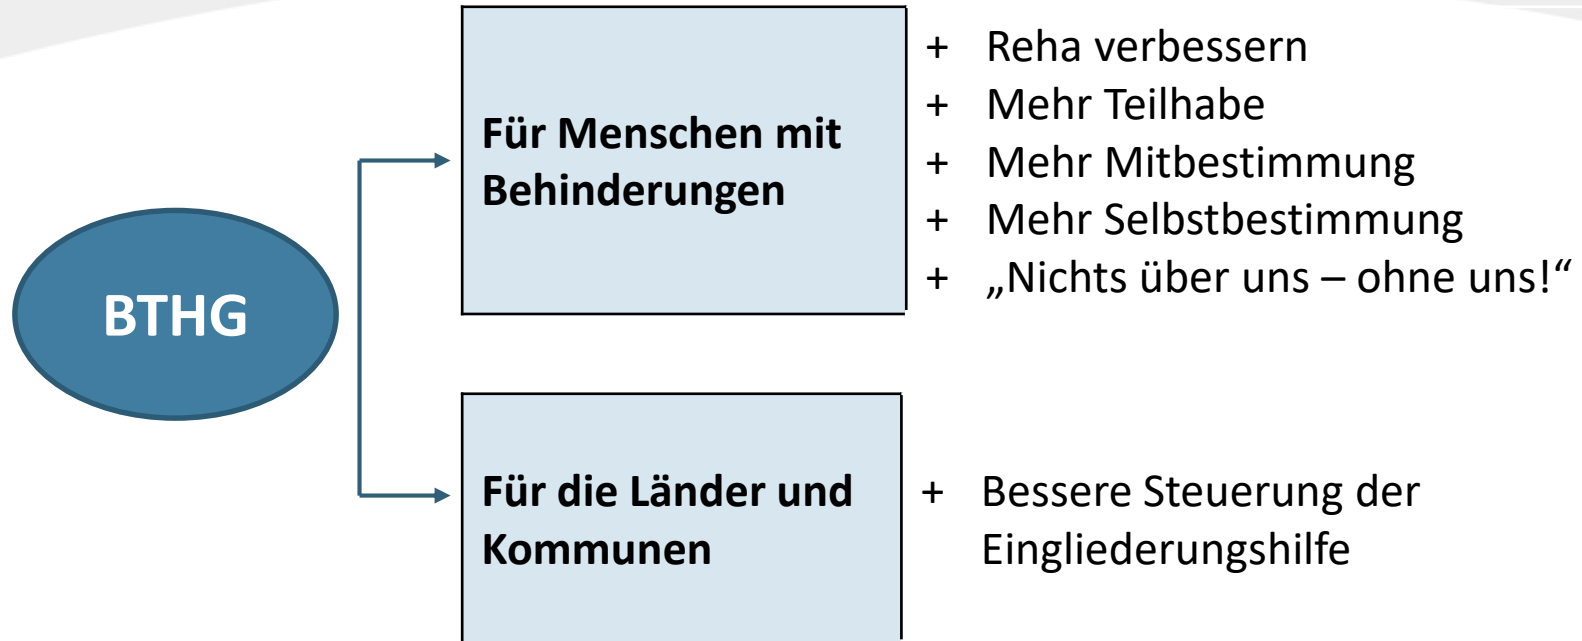 BTHG
Für Menschen mit
Behinderungen
+ Reha verbessern
+ Mehr Teilhabe
+ Mehr Mitbestimmung
+ Mehr Selbstbestimmung
+ „Nichts über uns – ohne uns!“
Für die Länder und
Kommunen
+ Bessere Steuerung der
Eingliederungshilfe